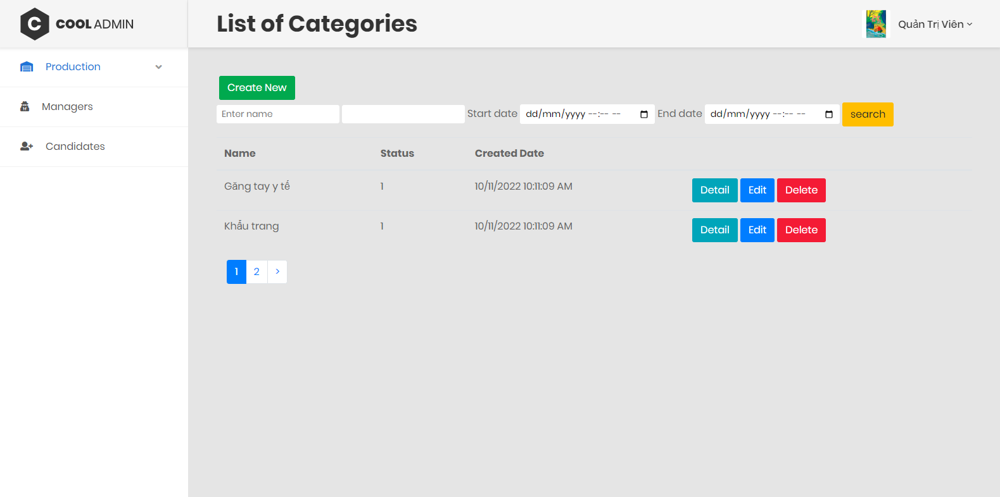 C COOL ADMIN
List of Categories
Quản Trị Viên
Production
Managers
Candidates
Create New
Enter name Start date dd/mm/yyyy --:-- -- End date dd/mm/yyyy --:-- -- search
Name Status Created Date
Găng tay y tế 1 10/11/2022 10:11:09 AM Detail Edit Delete
Khẩu trang 1 10/11/2022 10:11:09 AM Detail Edit Delete
1 2 >